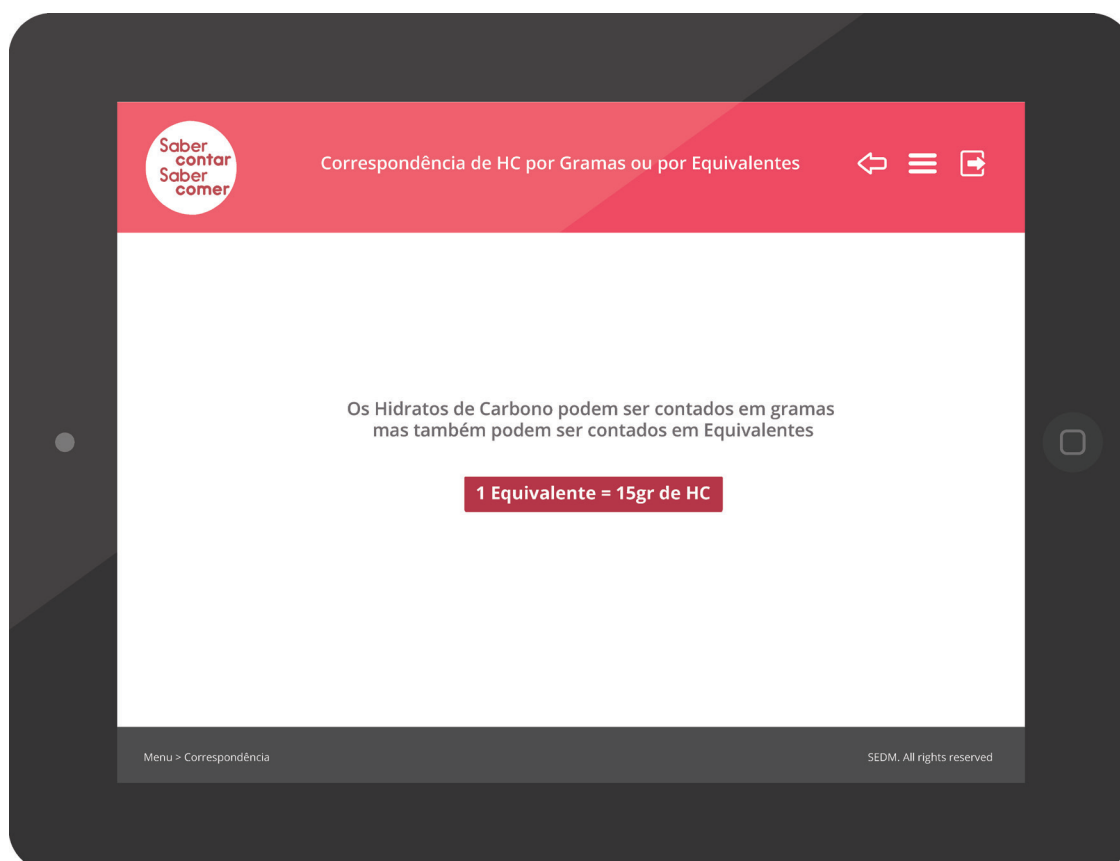 Saber
contar
Saber
comer
Correspondência de HC por Gramas ou por Equivalentes
Os Hidratos de Carbono podem ser contados em gramas
mas também podem ser contados em Equivalentes
1 Equivalente = 15gr de HC
Menu > Correspondência
SEDM. All rights reserved